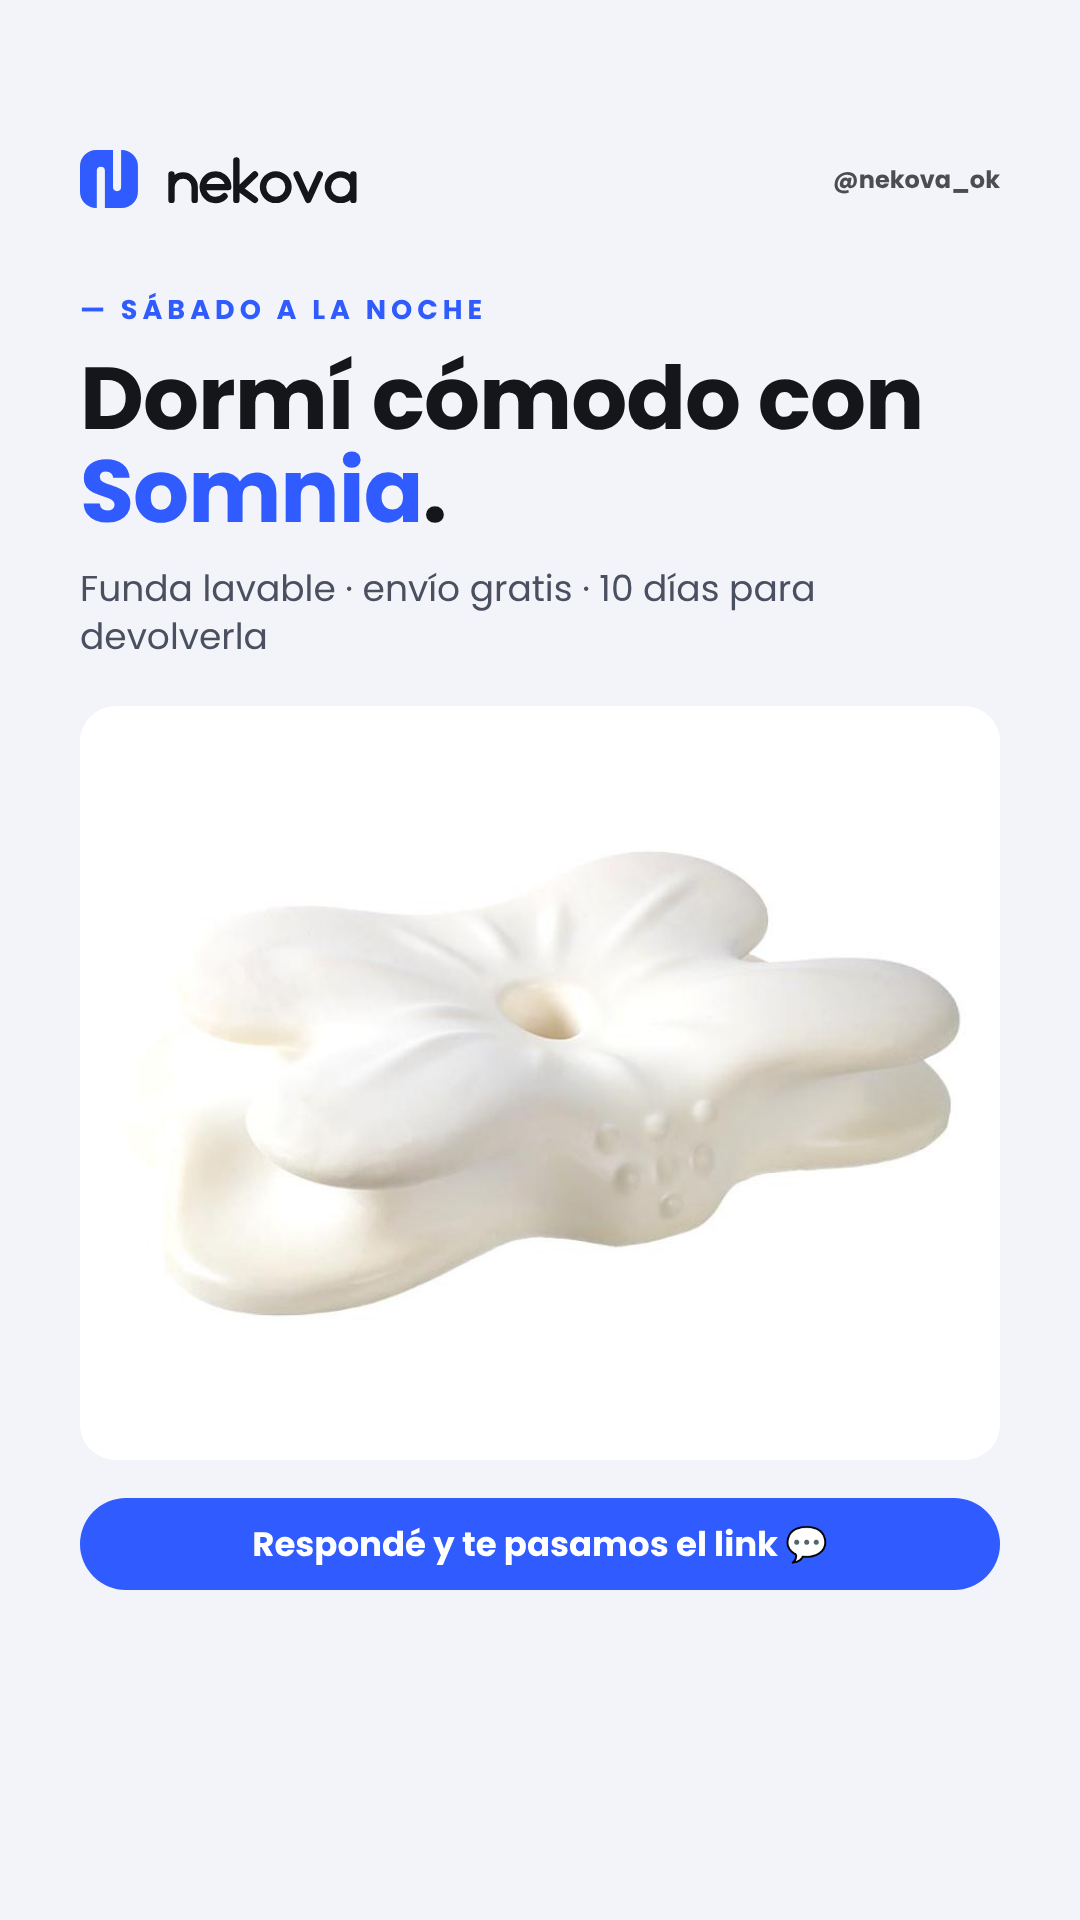 nekova
@nekova_ok
— SÁBADO A LA NOCHE
Dormí cómodo con
Somnia.
Funda lavable · envío gratis · 10 días para
devolverla
Respondé y te pasamos el link 💬